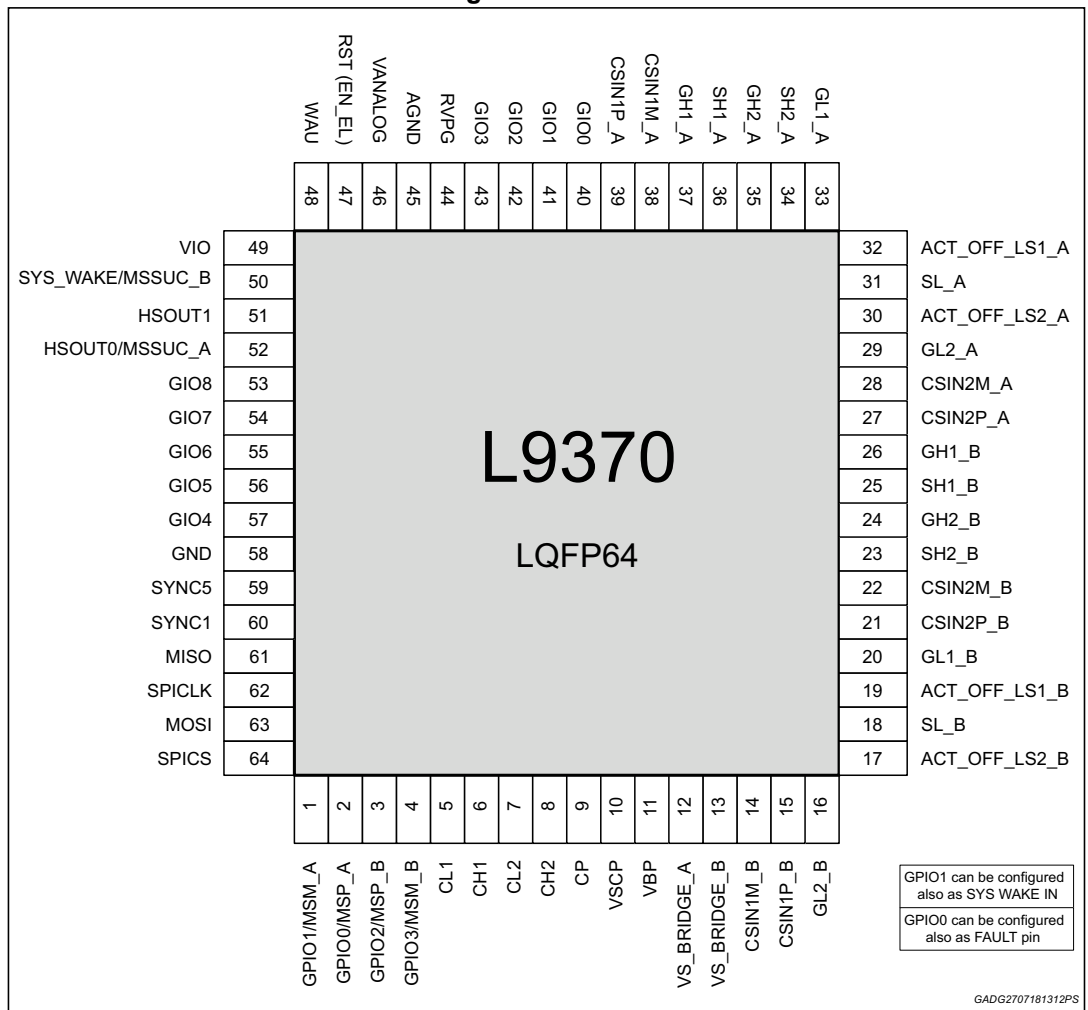 WAU
RST (EN_EL)
VANALOG
AGND
RVPG
GIO3
GIO2
GIO1
GIO0
CSIN1P_A
CSIN1M_A
GH1_A
SH1_A
GH2_A
SH2_A
GL1_A
48
47
46
45
44
43
42
41
40
39
38
37
36
35
34
33
VIO 49
SYS_WAKE/MSSUC_B 50
HSOUT1 51
HSOUT0/MSSUC_A 52
GIO8 53
GIO7 54
GIO6 55
GIO5 56
GIO4 57
GND 58
SYNC5 59
SYNC1 60
MISO 61
SPICLK 62
MOSI 63
SPICS 64
L9370
LQFP64
32 ACT_OFF_LS1_A
31 SL_A
30 ACT_OFF_LS2_A
29 GL2_A
28 CSIN2M_A
27 CSIN2P_A
26 GH1_B
25 SH1_B
24 GH2_B
23 SH2_B
22 CSIN2M_B
21 CSIN2P_B
20 GL1_B
19 ACT_OFF_LS1_B
18 SL_B
17 ACT_OFF_LS2_B
1
2
3
4
5
6
7
8
9
10
11
12
13
14
15
16
GPIO1/MSM_A
GPIO0/MSP_A
GPIO2/MSP_B
GPIO3/MSM_B
CL1
CH1
CL2
CH2
CP
VSCP
VBP
VS_BRIDGE_A
VS_BRIDGE_B
CSIN1M_B
CSIN1P_B
GL2_B
GPIO1 can be configured
also as SYS WAKE IN
GPIO0 can be configured
also as FAULT pin
GADG2707181312PS